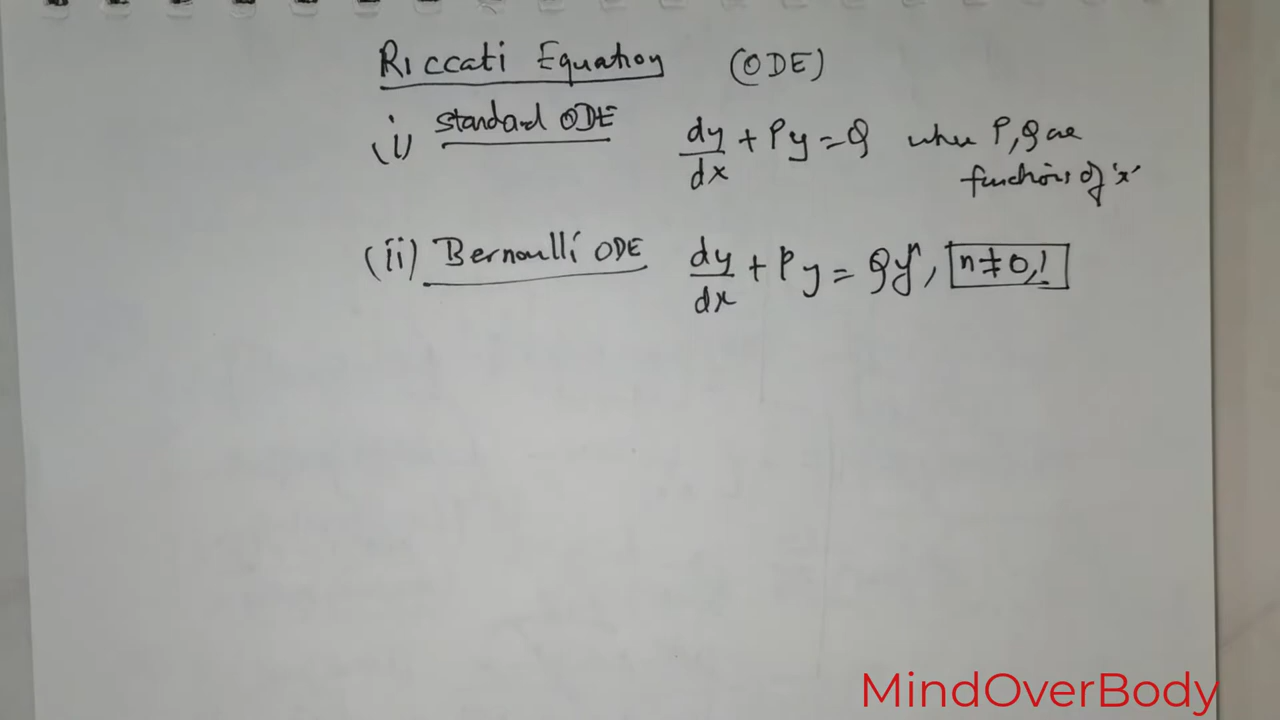 Riccati Equation (ODE)
(i) Standard ODE dy/dx + Py = Q where P, Q are
functions of 'x'
(ii) Bernoulli ODE dy/dx + Py = Qyⁿ, n ≠ 0, 1
MindOverBody